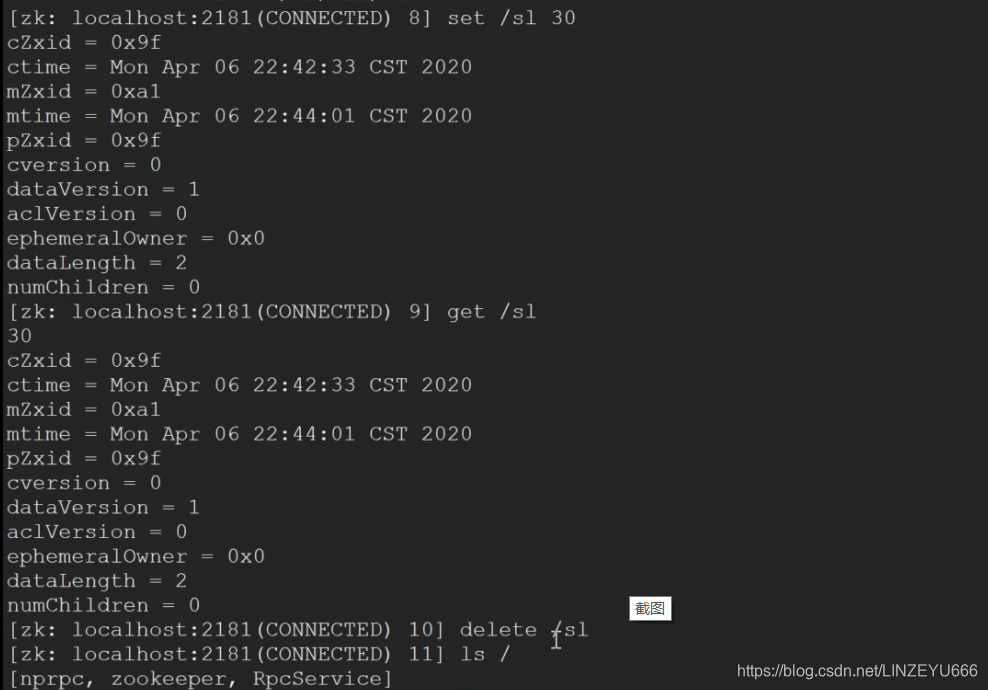 [zk: localhost:2181(CONNECTED) 8] set /sl 30
cZxid = 0x9f
ctime = Mon Apr 06 22:42:33 CST 2020
mZxid = 0xa1
mtime = Mon Apr 06 22:44:01 CST 2020
pZxid = 0x9f
cversion = 0
dataVersion = 1
aclVersion = 0
ephemeralOwner = 0x0
dataLength = 2
numChildren = 0
[zk: localhost:2181(CONNECTED) 9] get /sl
30
cZxid = 0x9f
ctime = Mon Apr 06 22:42:33 CST 2020
mZxid = 0xa1
mtime = Mon Apr 06 22:44:01 CST 2020
pZxid = 0x9f
cversion = 0
dataVersion = 1
aclVersion = 0
ephemeralOwner = 0x0
dataLength = 2
numChildren = 0
截图
[zk: localhost:2181(CONNECTED) 10] delete /sl
[zk: localhost:2181(CONNECTED) 11] ls /
[nprpc, zookeeper, RpcService]
https://blog.csdn.net/LINZEYU666